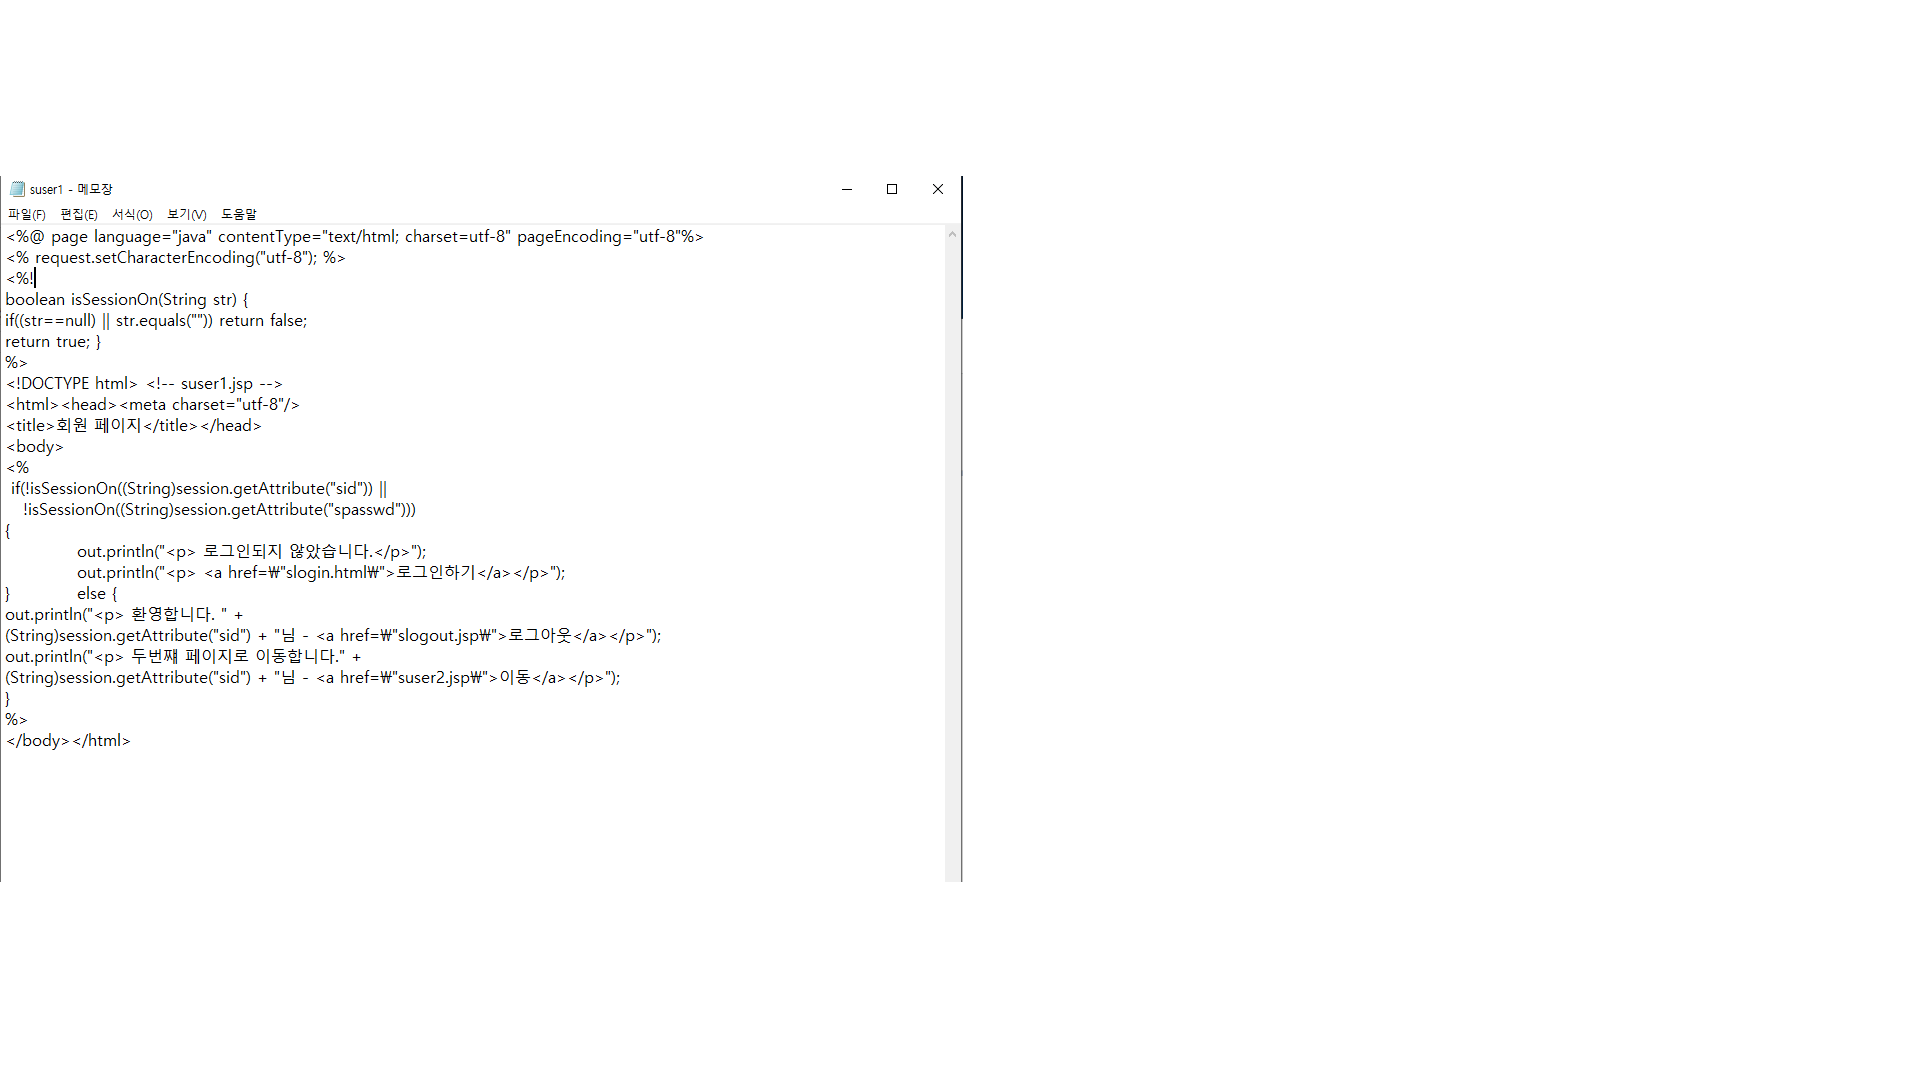 suser1 - 메모장
파일(F) 편집(E) 서식(O) 보기(V) 도움말
<%@ page language="java" contentType="text/html; charset=utf-8" pageEncoding="utf-8"%>
<% request.setCharacterEncoding("utf-8"); %>
<%!
boolean isSessionOn(String str) {
if((str==null) || str.equals("")) return false;
return true; }
%>
<!DOCTYPE html> <!-- suser1.jsp -->
<html><head><meta charset="utf-8"/>
<title>회원 페이지</title></head>
<body>
<%
 if(!isSessionOn((String)session.getAttribute("sid")) ||
   !isSessionOn((String)session.getAttribute("spasswd")))
{
	out.println("<p> 로그인되지 않았습니다.</p>");
	out.println("<p> <a href=₩"slogin.html₩">로그인하기</a></p>");
}	else {
out.println("<p> 환영합니다. " +
(String)session.getAttribute("sid") + "님 - <a href=₩"slogout.jsp₩">로그아웃</a></p>");
out.println("<p> 두번쨰 페이지로 이동합니다." +
(String)session.getAttribute("sid") + "님 - <a href=₩"suser2.jsp₩">이동</a></p>");
}
%>
</body></html>